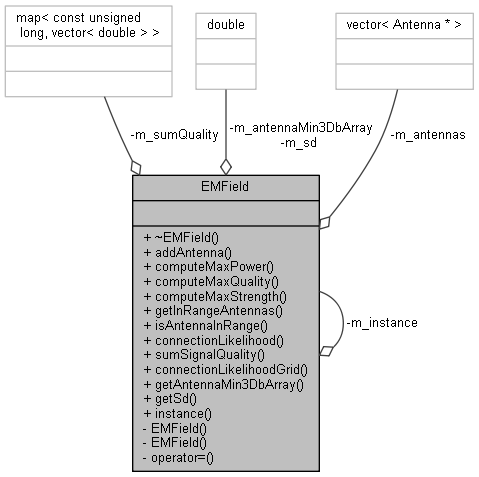 map< const unsigned
long, vector< double > >
double
vector< Antenna * >
-m_sumQuality
-m_antennaMin3DbArray
-m_sd
-m_antennas
EMField
+ ~EMField()
+ addAntenna()
+ computeMaxPower()
+ computeMaxQuality()
+ computeMaxStrength()
+ getInRangeAntennas()
+ isAntennaInRange()
+ connectionLikelihood()
+ sumSignalQuality()
+ connectionLikelihoodGrid()
+ getAntennaMin3DbArray()
+ getSd()
+ instance()
- EMField()
- EMField()
- operator=()
-m_instance